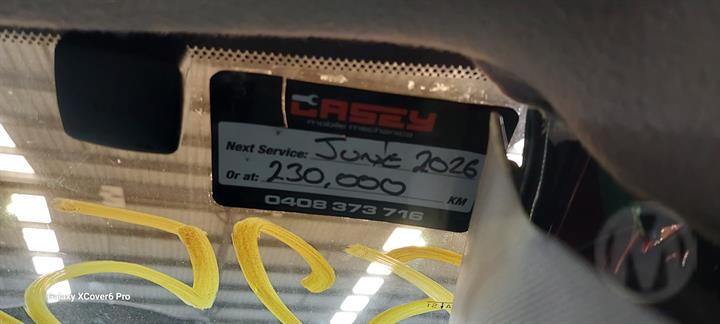 CASEY
mobile mechanics
Next Service: JUNE 2026
Or at: 230,000 KM
0408 373 716
Galaxy XCover6 Pro
M